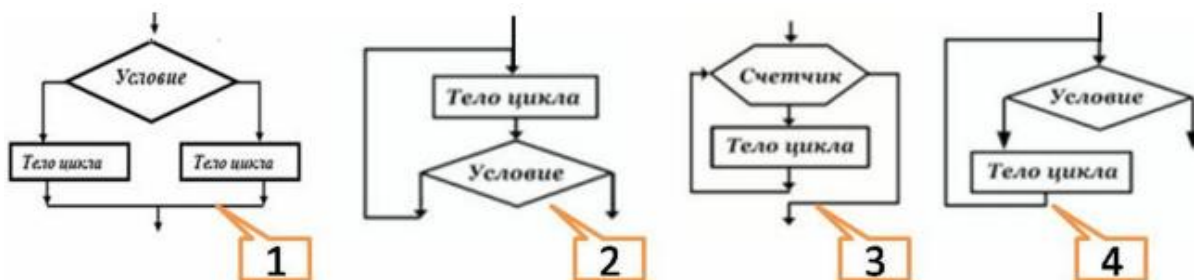 Условие
Тело цикла
Тело цикла
1
Тело цикла
Условие
2
Счетчик
Тело цикла
3
Условие
Тело цикла
4